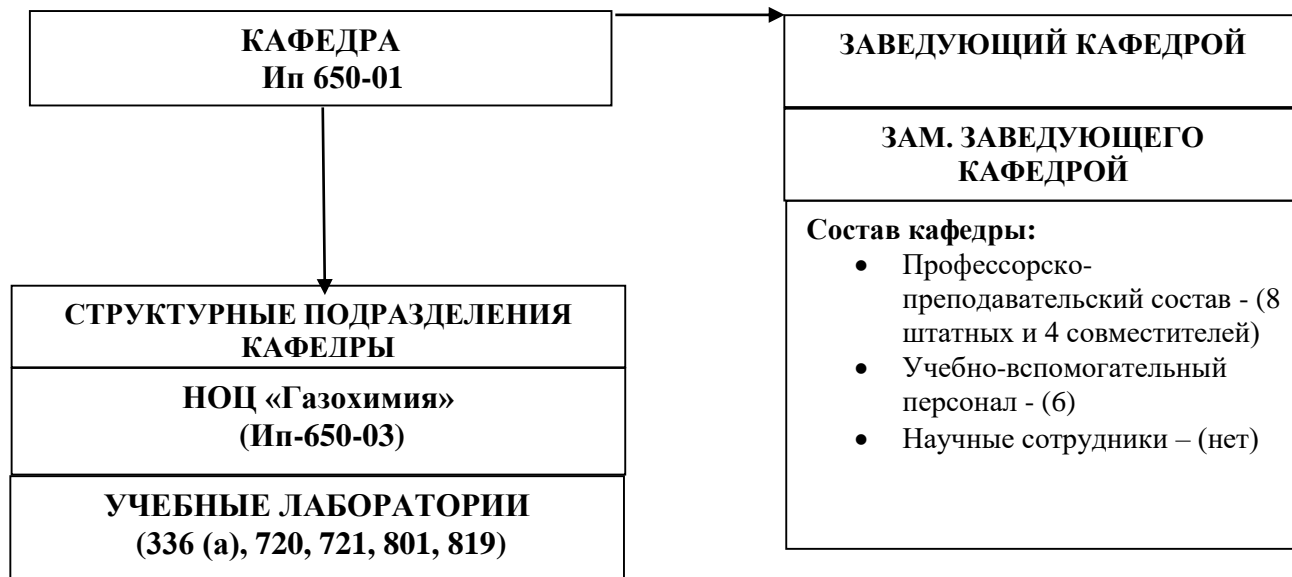 КАФЕДРА
Ип 650-01
ЗАВЕДУЮЩИЙ КАФЕДРОЙ
ЗАМ. ЗАВЕДУЮЩЕГО
КАФЕДРОЙ
Состав кафедры:
• Профессорско-
преподавательский состав - (8
штатных и 4 совместителей)
• Учебно-вспомогательный
персонал - (6)
• Научные сотрудники – (нет)
СТРУКТУРНЫЕ ПОДРАЗДЕЛЕНИЯ
КАФЕДРЫ
НОЦ «Газохимия»
(Ип-650-03)
УЧЕБНЫЕ ЛАБОРАТОРИИ
(336 (а), 720, 721, 801, 819)